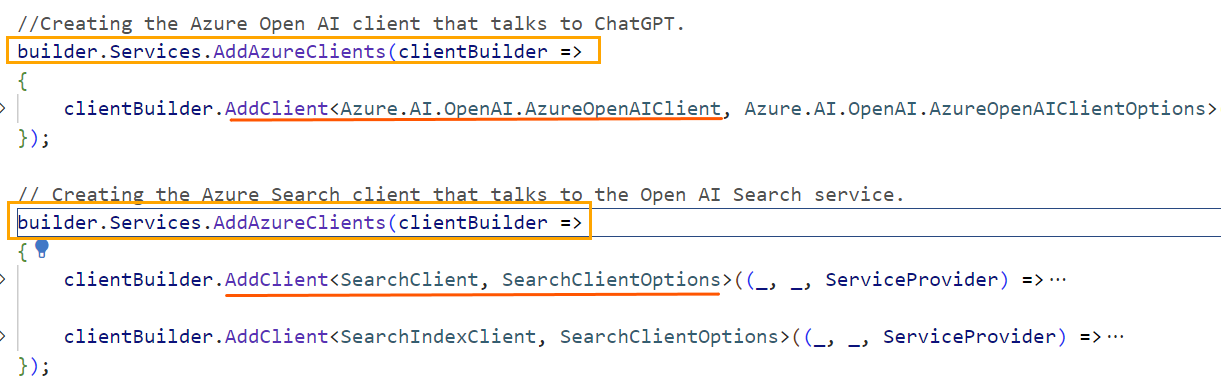 //Creating the Azure Open AI client that talks to ChatGPT.
builder.Services.AddAzureClients(clientBuilder =>
{
    clientBuilder.AddClient<Azure.AI.OpenAI.AzureOpenAIClient, Azure.AI.OpenAI.AzureOpenAIClientOptions>
});
// Creating the Azure Search client that talks to the Open AI Search service.
builder.Services.AddAzureClients(clientBuilder =>
{
    clientBuilder.AddClient<SearchClient, SearchClientOptions>((_, _, ServiceProvider) =>···
    clientBuilder.AddClient<SearchIndexClient, SearchClientOptions>((_, _, ServiceProvider) =>···
});